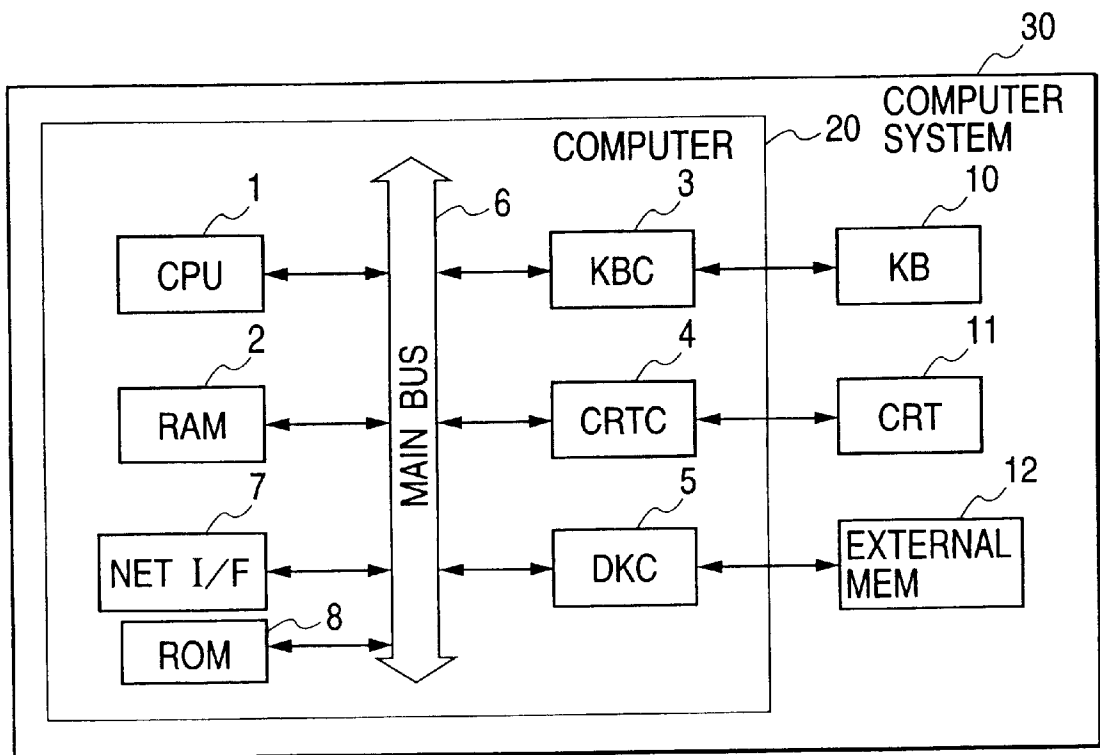 30
COMPUTER
SYSTEM
20
COMPUTER
1
6
3
10
CPU
KBC
KB
2
4
11
RAM
MAIN BUS
CRTC
CRT
7
5
12
NET I/F
DKC
EXTERNAL
MEM
8
ROM